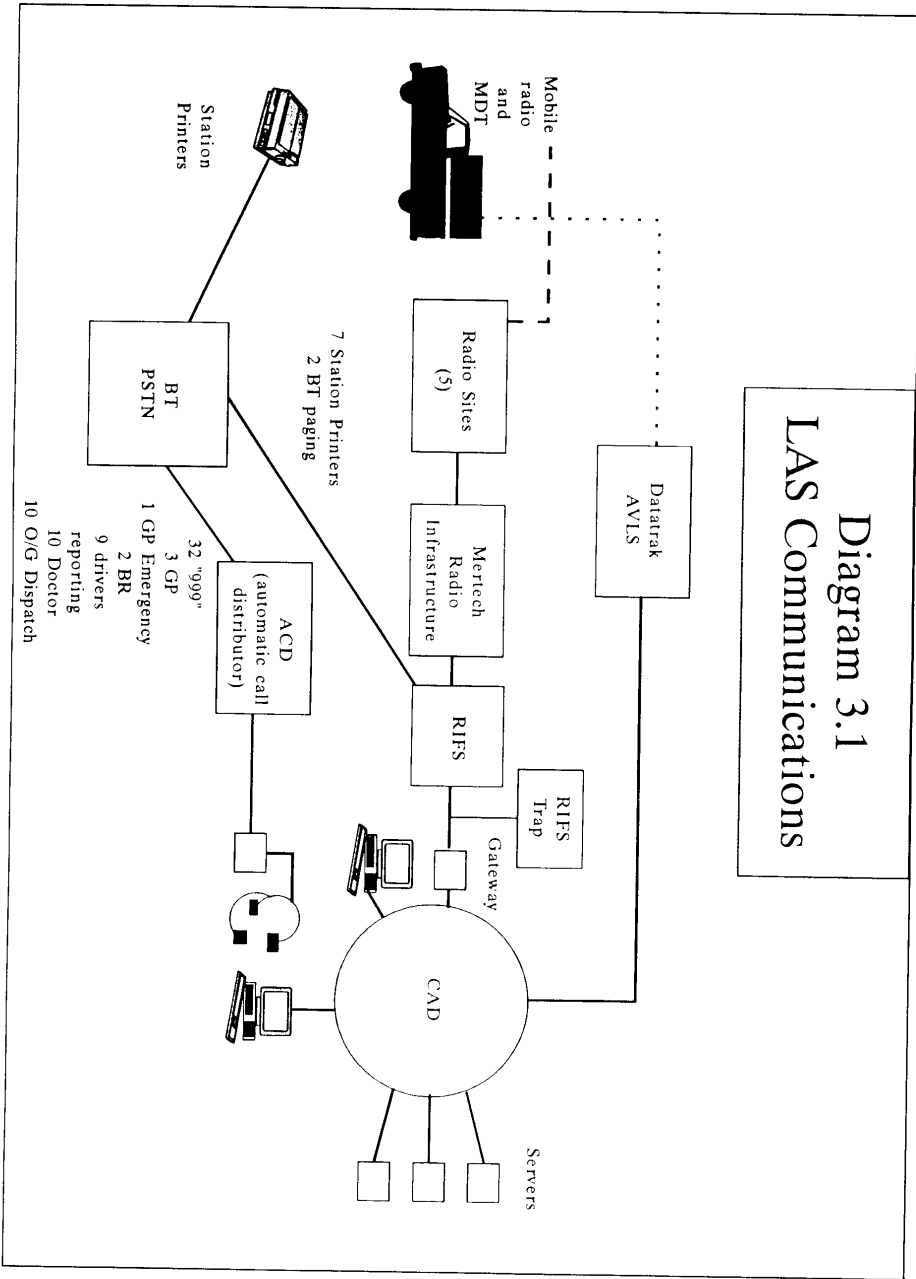 Diagram 3.1
LAS Communications
Mobile
radio
and
MDT
Datatrak
AVLS
Radio Sites
(5)
Mertech
Radio
Infrastructure
RIFS
RIFS
Trap
Gateway
CAD
Servers
7 Station Printers
2 BT paging
Station
Printers
BT
PSTN
ACD
(automatic call
distributor)
32 "999"
3 GP
1 GP Emergency
2 BR
9 drivers
reporting
10 Doctor
10 O/G Dispatch